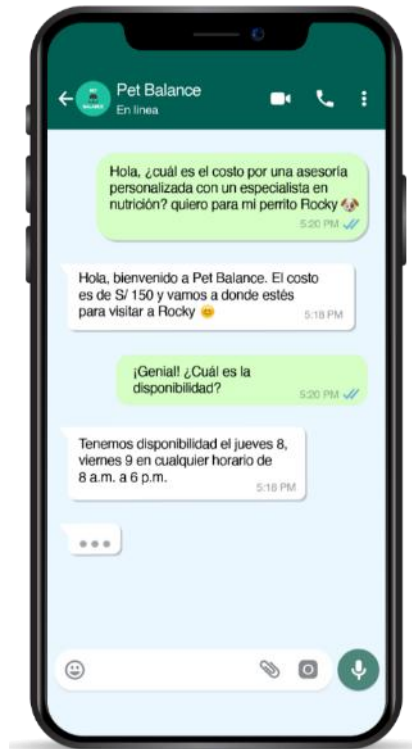 Pet Balance
En linea
Hola, ¿cuál es el costo por una asesoría
personalizada con un especialista en
nutrición? quiero para mi perrito Rocky 🐶
5:20 PM
Hola, bienvenido a Pet Balance. El costo
es de S/ 150 y vamos a donde estés
para visitar a Rocky 😊
5:18 PM
¡Genial! ¿Cuál es la
disponibilidad?
5:20 PM
Tenemos disponibilidad el jueves 8,
viernes 9 en cualquier horario de
8 a.m. a 6 p.m.
5:18 PM